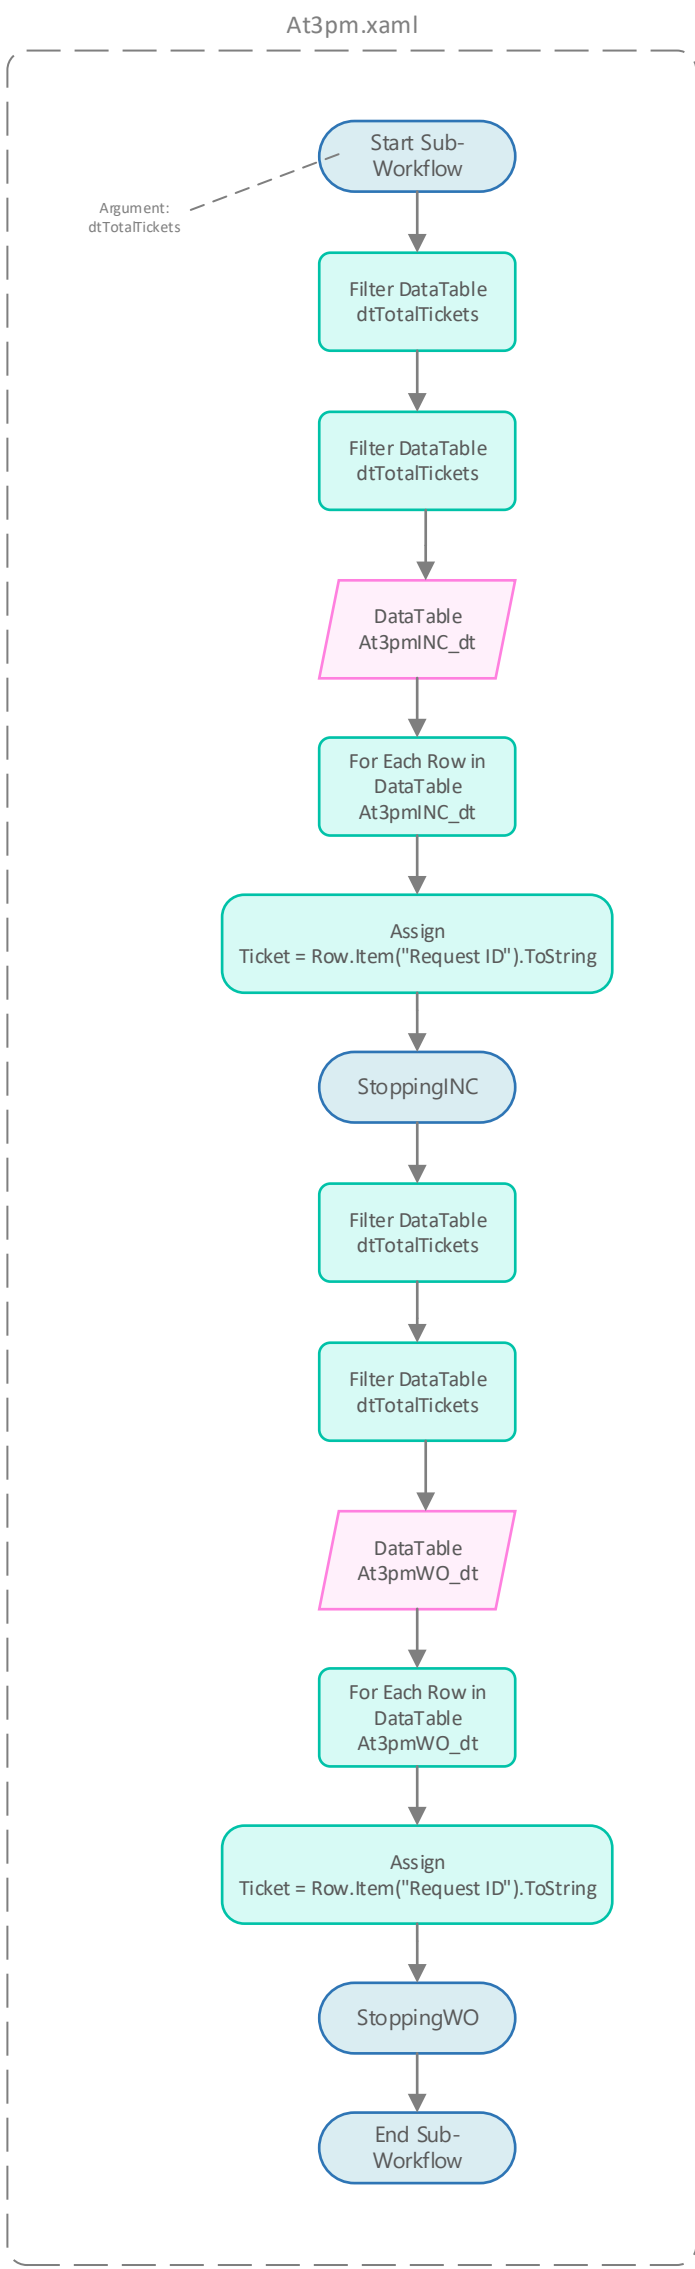 At3pm.xaml
Start Sub-
Workflow
Argument:
dtTotalTickets
Filter DataTable
dtTotalTickets
Filter DataTable
dtTotalTickets
DataTable
At3pmINC_dt
For Each Row in
DataTable
At3pmINC_dt
Assign
Ticket = Row.Item("Request ID").ToString
StoppingINC
Filter DataTable
dtTotalTickets
Filter DataTable
dtTotalTickets
DataTable
At3pmWO_dt
For Each Row in
DataTable
At3pmWO_dt
Assign
Ticket = Row.Item("Request ID").ToString
StoppingWO
End Sub-
Workflow